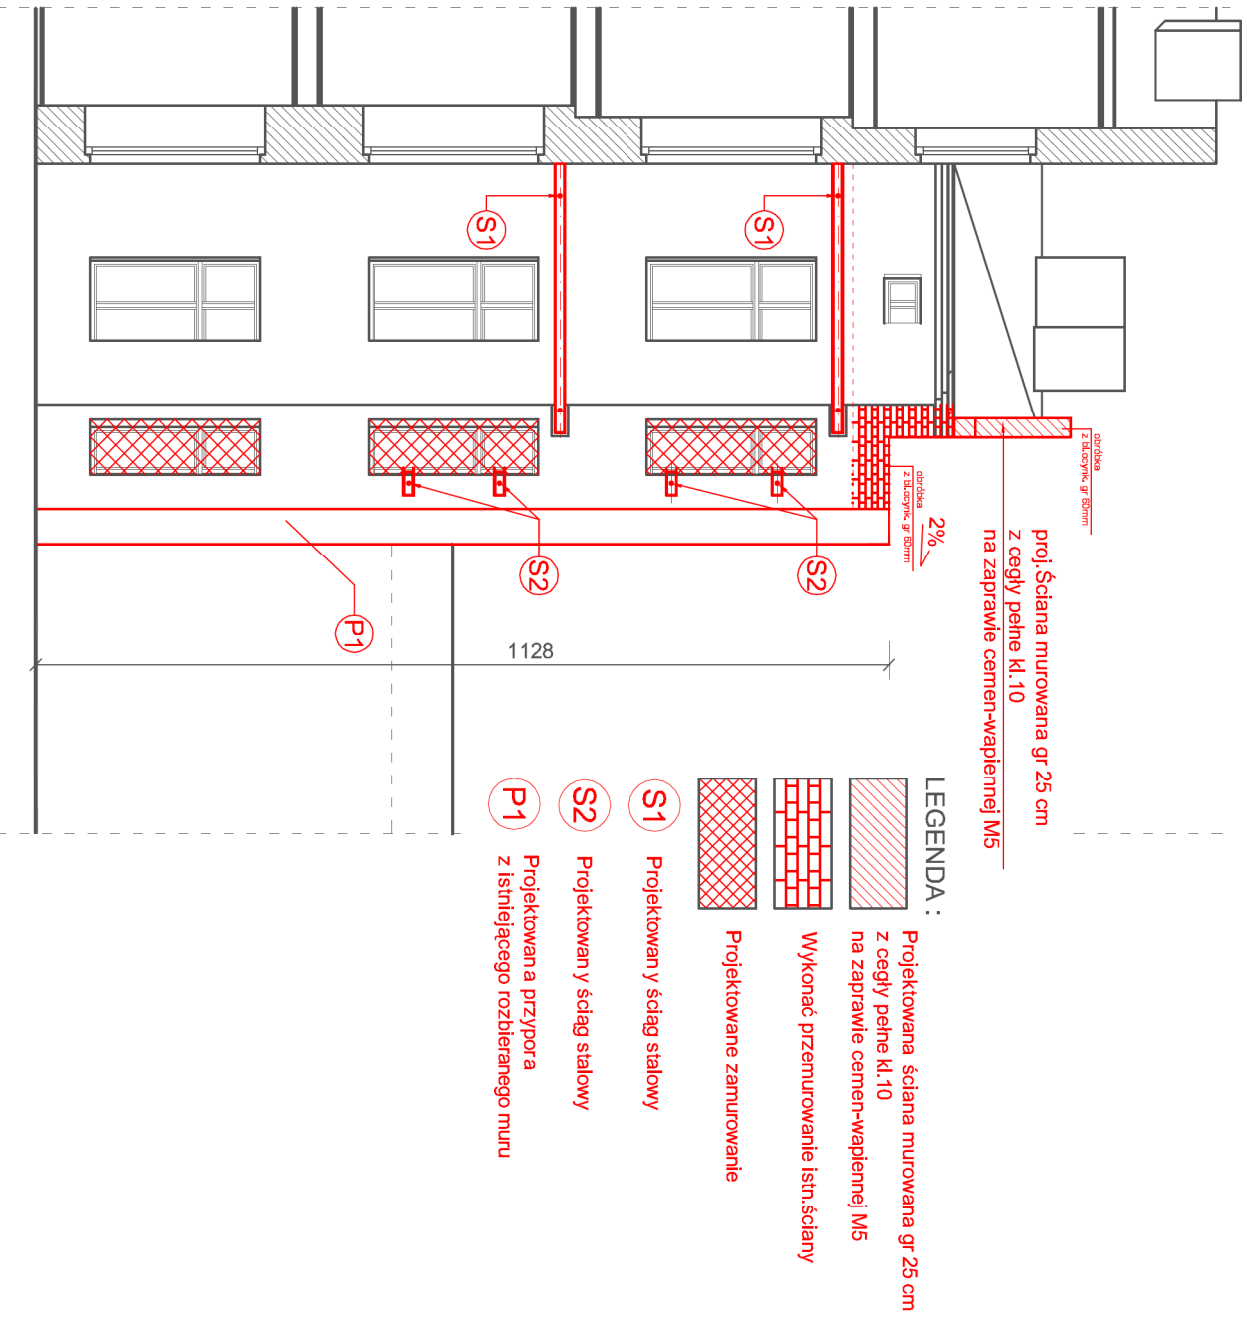 obróbka
z bl.ocynk. gr 60mm
proj.Ściana murowana gr 25 cm
z cegły pełne kl.10
na zaprawie cemen-wapiennej M5
obróbka
z bl.ocynk. gr 60mm
2%
S1
S1
S2
S2
P1
1128
LEGENDA :
Projektowana ściana murowana gr 25 cm
z cegły pełne kl.10
na zaprawie cemen-wapiennej M5
Wykonać przemurowanie istn.ściany
Projektowane zamurowanie
S1 Projektowany ściąg stalowy
S2 Projektowany ściąg stalowy
P1 Projektowana przypora
z istniejącego rozbieranego muru